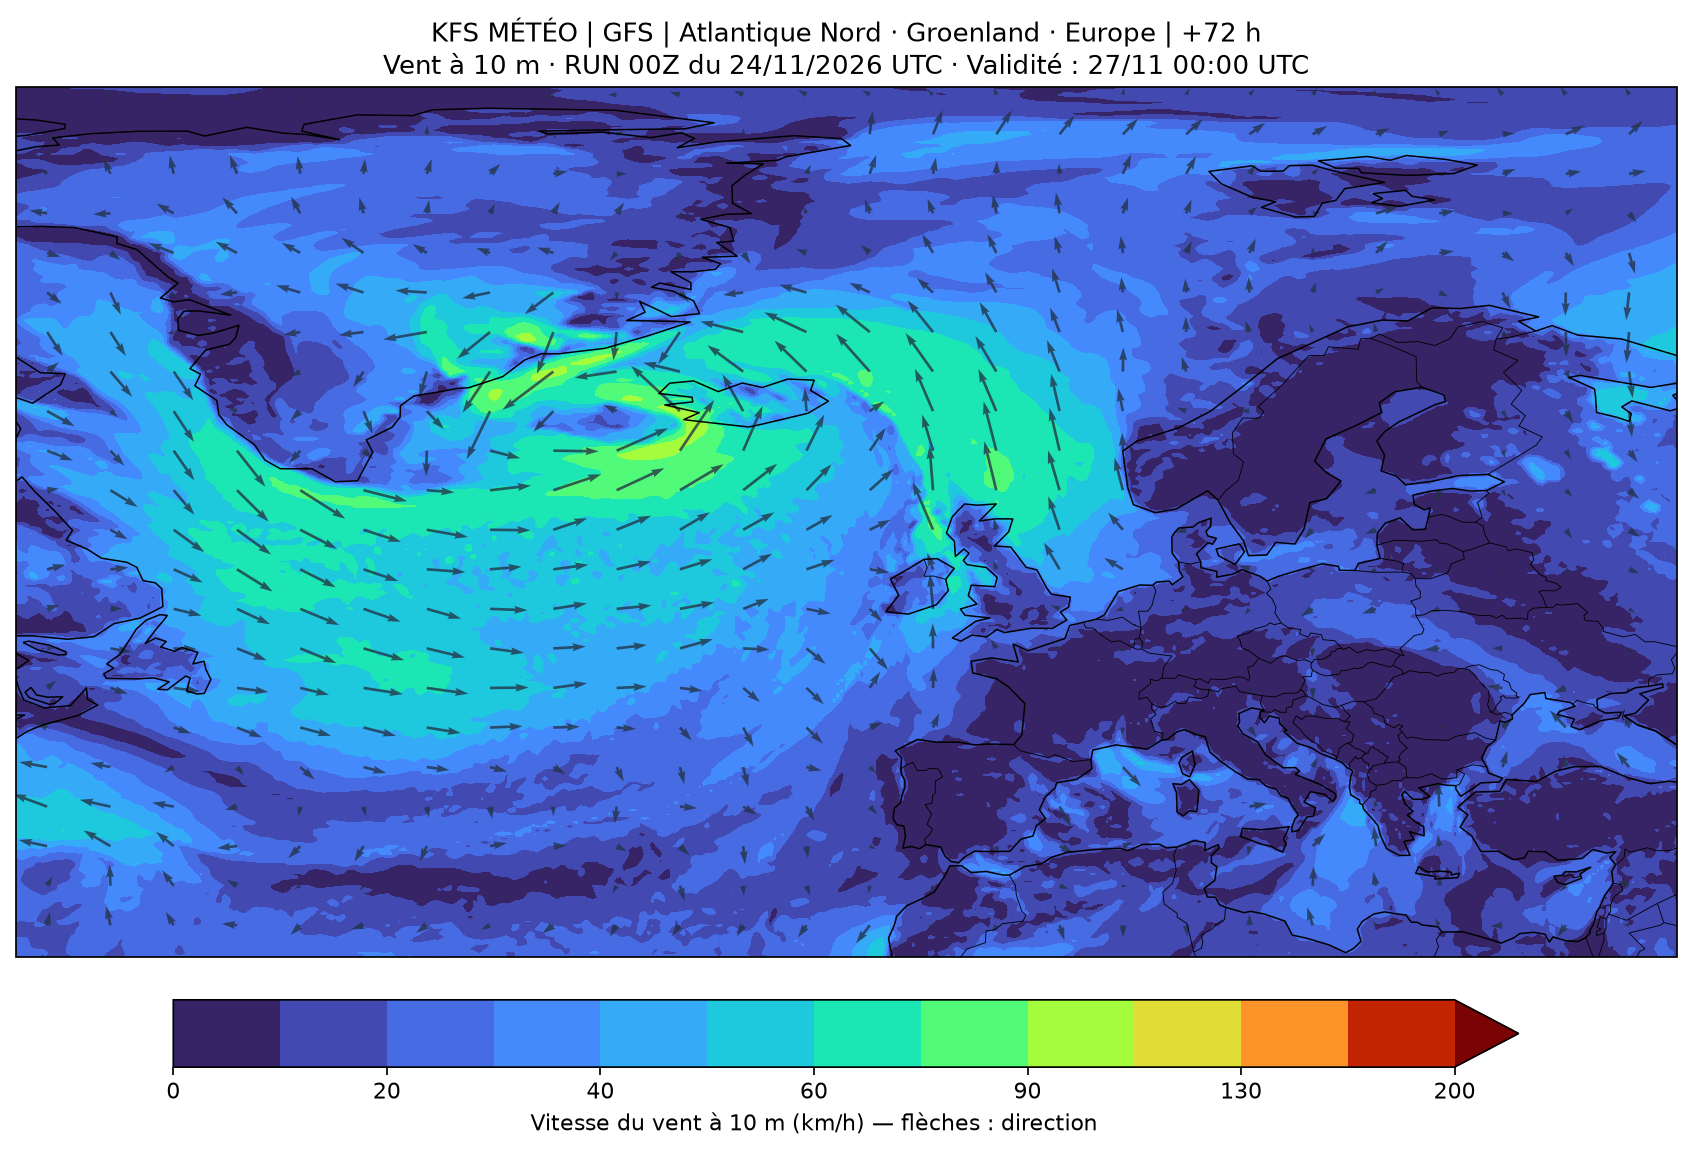 KFS MÉTÉO | GFS | Atlantique Nord · Groenland · Europe | +72 h
Vent à 10 m · RUN 00Z du 24/11/2026 UTC · Validité : 27/11 00:00 UTC
0 20 40 60 90 130 200
Vitesse du vent à 10 m (km/h) — flèches : direction